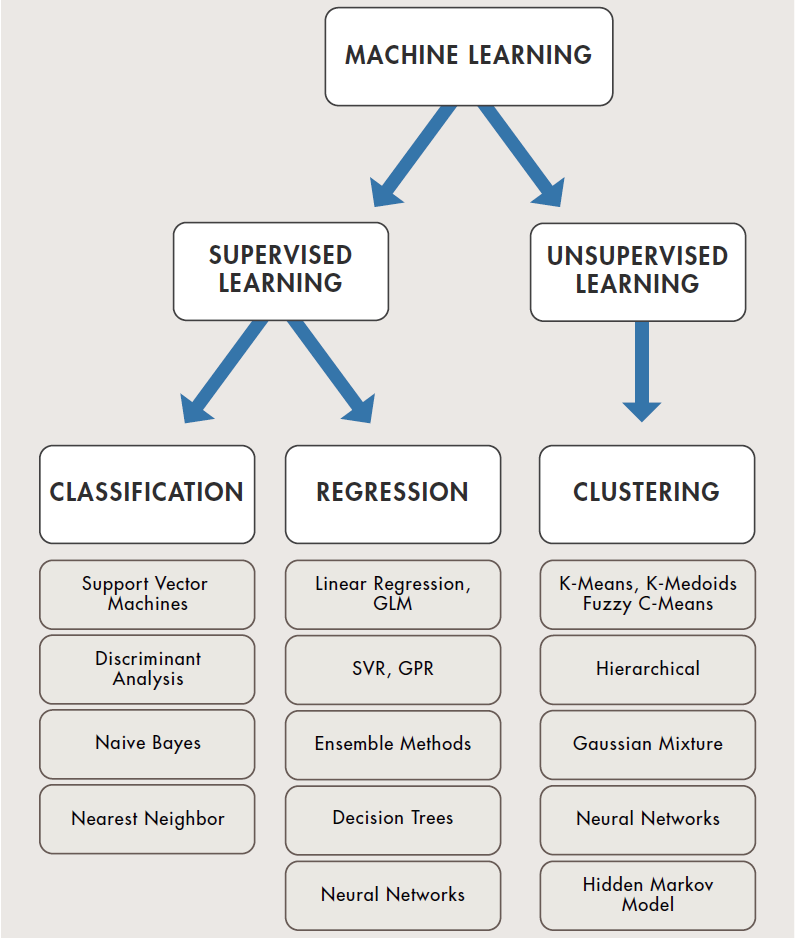 MACHINE LEARNING
SUPERVISED
LEARNING
UNSUPERVISED
LEARNING
CLASSIFICATION
Support Vector
Machines
Discriminant
Analysis
Naive Bayes
Nearest Neighbor
REGRESSION
Linear Regression,
GLM
SVR, GPR
Ensemble Methods
Decision Trees
Neural Networks
CLUSTERING
K-Means, K-Medoids
Fuzzy C-Means
Hierarchical
Gaussian Mixture
Neural Networks
Hidden Markov
Model